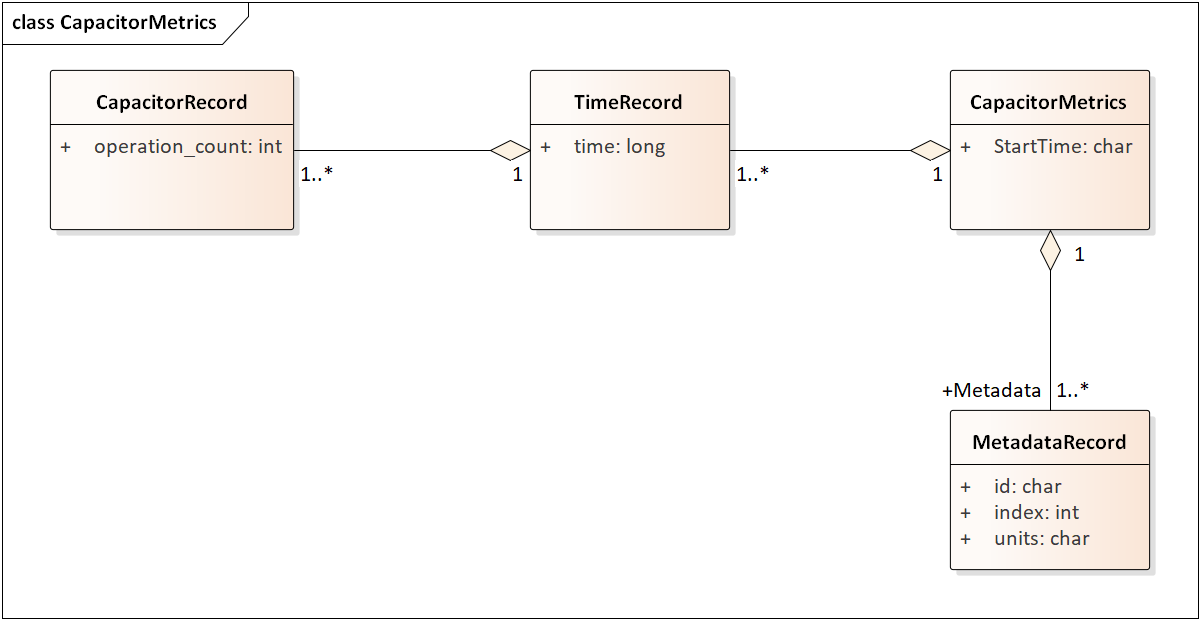 class CapacitorMetrics
CapacitorRecord
+ operation_count: int
1..*
1
TimeRecord
+ time: long
1..*
1
CapacitorMetrics
+ StartTime: char
1
+Metadata 1..*
MetadataRecord
+ id: char
+ index: int
+ units: char